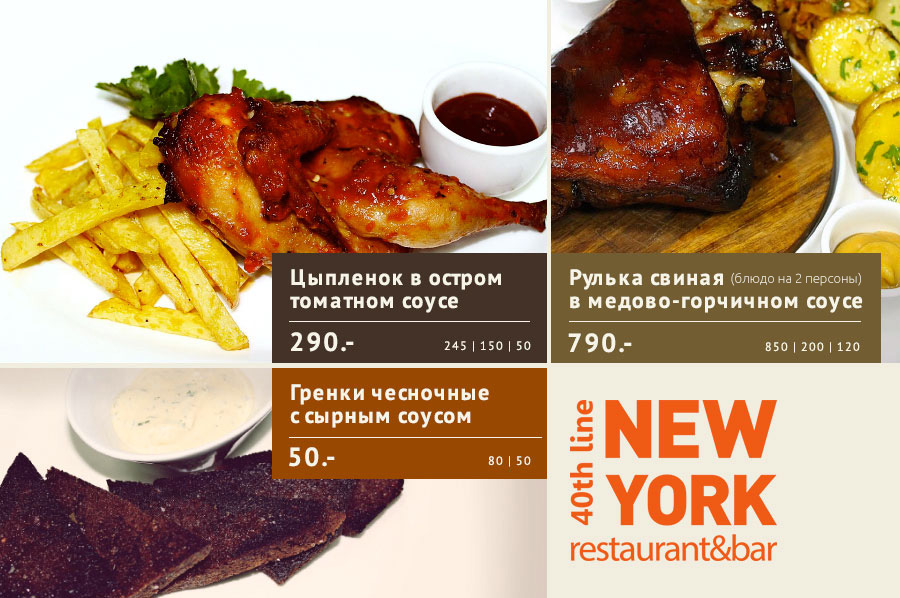 Цыпленок в остром
томатном соусе
290.-
245 | 150 | 50
Рулька свиная (блюдо на 2 персоны)
в медово-горчичном соусе
790.-
850 | 200 | 120
Гренки чесночные
с сырным соусом
50.-
80 | 50
40th line
NEW
YORK
restaurant&bar